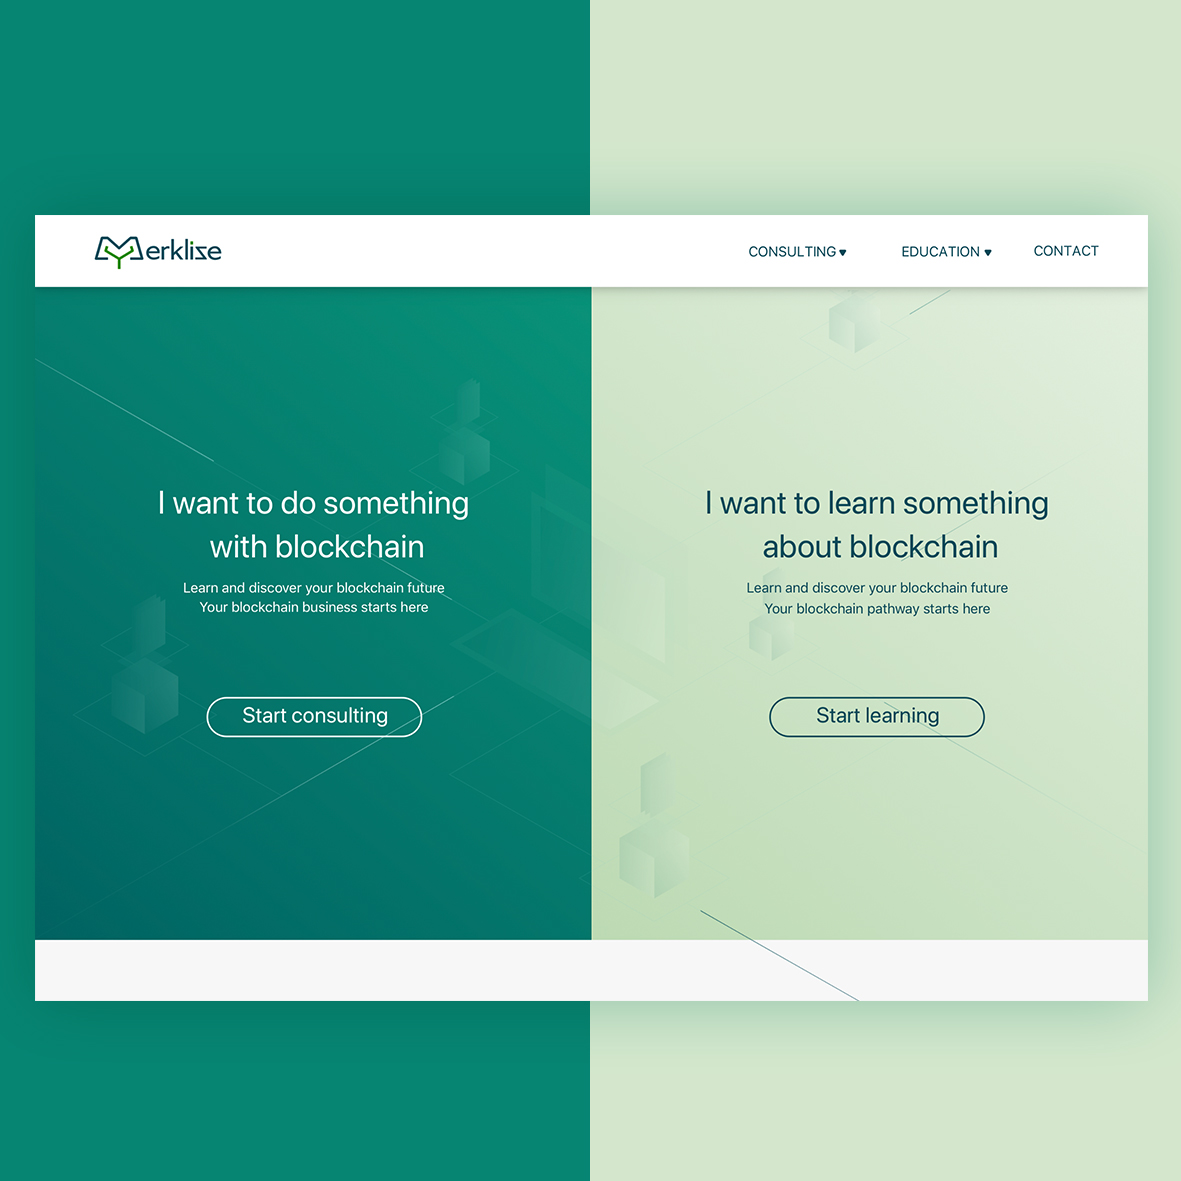 Merklize
CONSULTING
EDUCATION
CONTACT
I want to do something
with blockchain
Learn and discover your blockchain future
Your blockchain business starts here
Start consulting
I want to learn something
about blockchain
Learn and discover your blockchain future
Your blockchain pathway starts here
Start learning